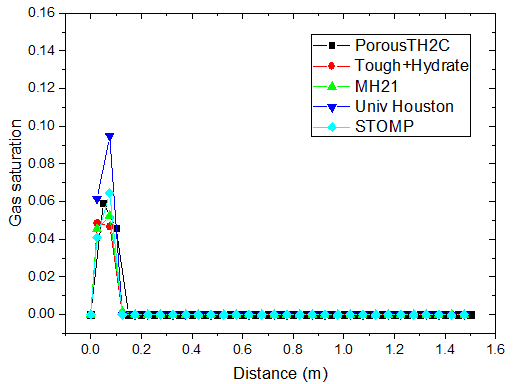 0.16
0.14
0.12
0.10
0.08
0.06
0.04
0.02
0.00
Gas saturation
PorousTH2C
Tough+Hydrate
MH21
Univ Houston
STOMP
0.0 0.2 0.4 0.6 0.8 1.0 1.2 1.4 1.6
Distance (m)